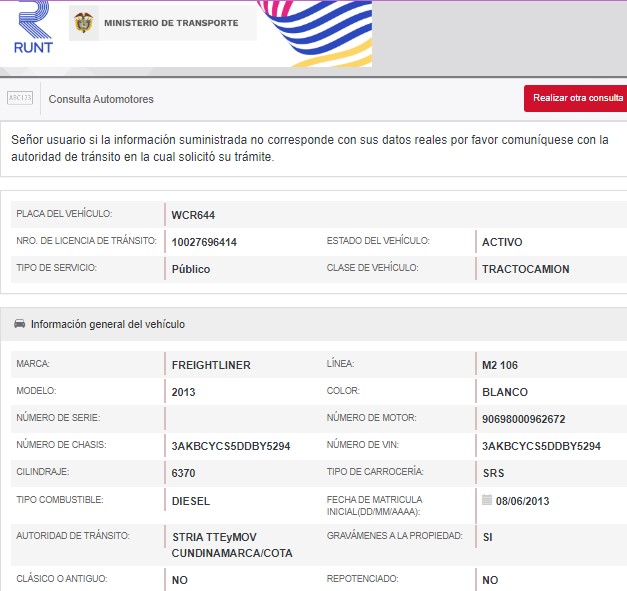 RUNT
MINISTERIO DE TRANSPORTE
ABC123
Consulta Automotores
Realizar otra consulta
Señor usuario si la información suministrada no corresponde con sus datos reales por favor comuníquese con la
autoridad de tránsito en la cual solicitó su trámite.
PLACA DEL VEHÍCULO: WCR644
NRO. DE LICENCIA DE TRÁNSITO: 10027696414 ESTADO DEL VEHÍCULO: ACTIVO
TIPO DE SERVICIO: Público CLASE DE VEHÍCULO: TRACTOCAMION
Información general del vehículo
MARCA: FREIGHTLINER LÍNEA: M2 106
MODELO: 2013 COLOR: BLANCO
NÚMERO DE SERIE: NÚMERO DE MOTOR: 90698000962672
NÚMERO DE CHASIS: 3AKBCYCS5DDBY5294 NÚMERO DE VIN: 3AKBCYCS5DDBY5294
CILINDRAJE: 6370 TIPO DE CARROCERÍA: SRS
TIPO COMBUSTIBLE: DIESEL FECHA DE MATRICULA
INICIAL(DD/MM/AAAA): 08/06/2013
AUTORIDAD DE TRÁNSITO: STRIA TTEyMOV
CUNDINAMARCA/COTA GRAVÁMENES A LA PROPIEDAD: SI
CLÁSICO O ANTIGUO: NO REPOTENCIADO: NO